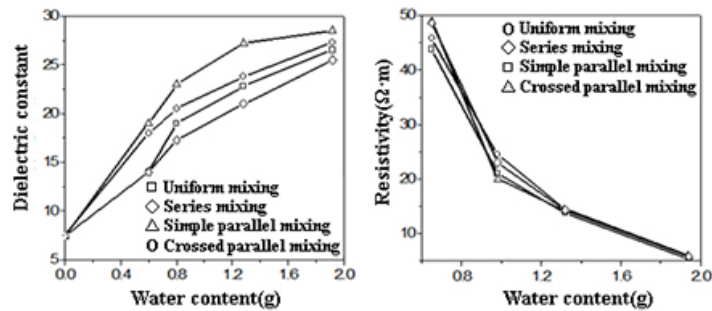 30
25
20
15
10
5
0.0
0.4
0.8
1.2
1.6
2.0
Dielectric constant
Water content(g)
Uniform mixing
Series mixing
Simple parallel mixing
Crossed parallel mixing
50
40
30
20
10
0.8
1.2
1.6
2.0
Resistivity(Ω·m)
Water content(g)
Uniform mixing
Series mixing
Simple parallel mixing
Crossed parallel mixing